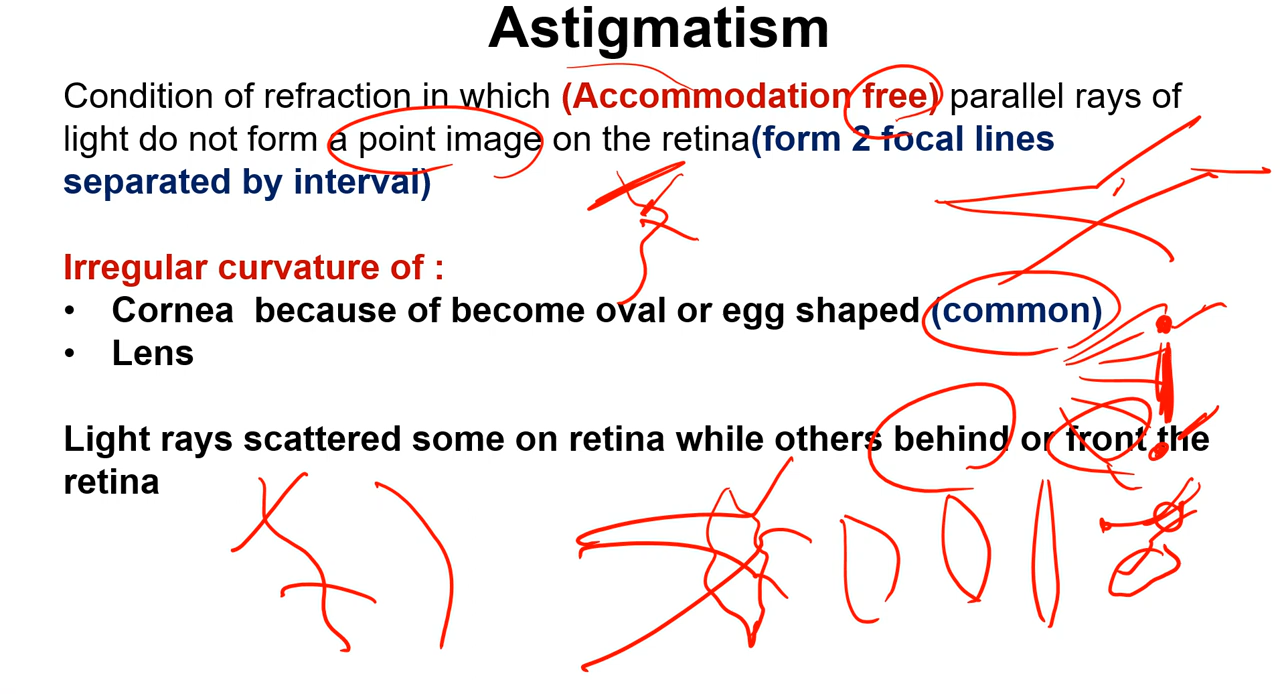 Astigmatism
Condition of refraction in which (Accommodation free) parallel rays of
light do not form a point image on the retina(form 2 focal lines
separated by interval)
Irregular curvature of :
• Cornea because of become oval or egg shaped (common)
• Lens
Light rays scattered some on retina while others behind or front the
retina